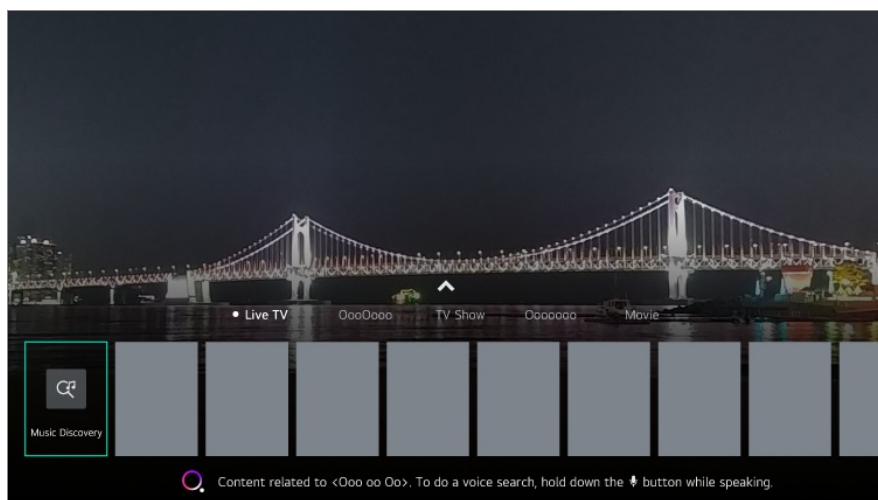 Live TV OooOooo TV Show Ooooooo Movie
Music Discovery
Content related to <Ooo oo Oo>. To do a voice search, hold down the button while speaking.